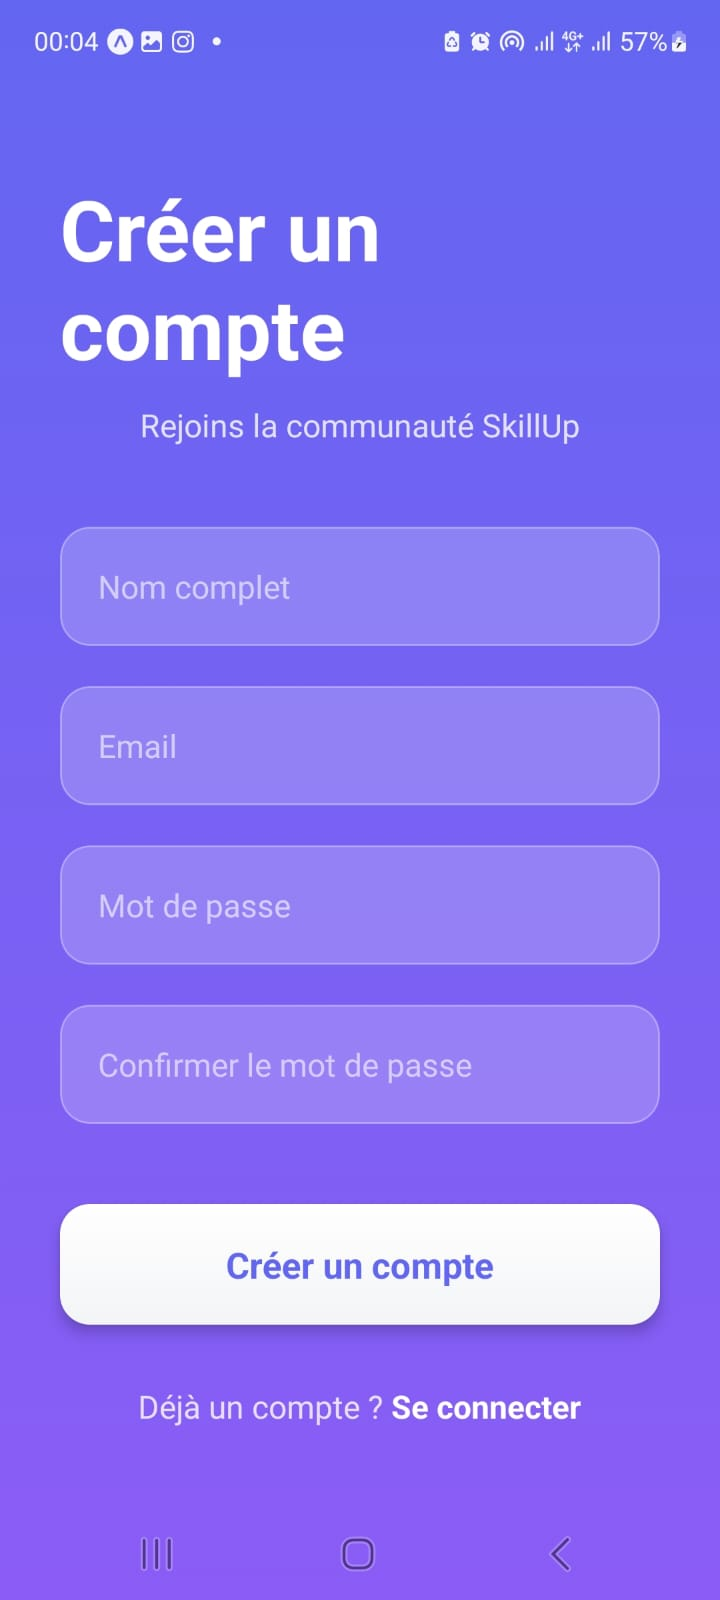 00:04 4G+ 57%
Créer un
compte
Rejoins la communauté SkillUp
Nom complet
Email
Mot de passe
Confirmer le mot de passe
Créer un compte
Déjà un compte ? Se connecter